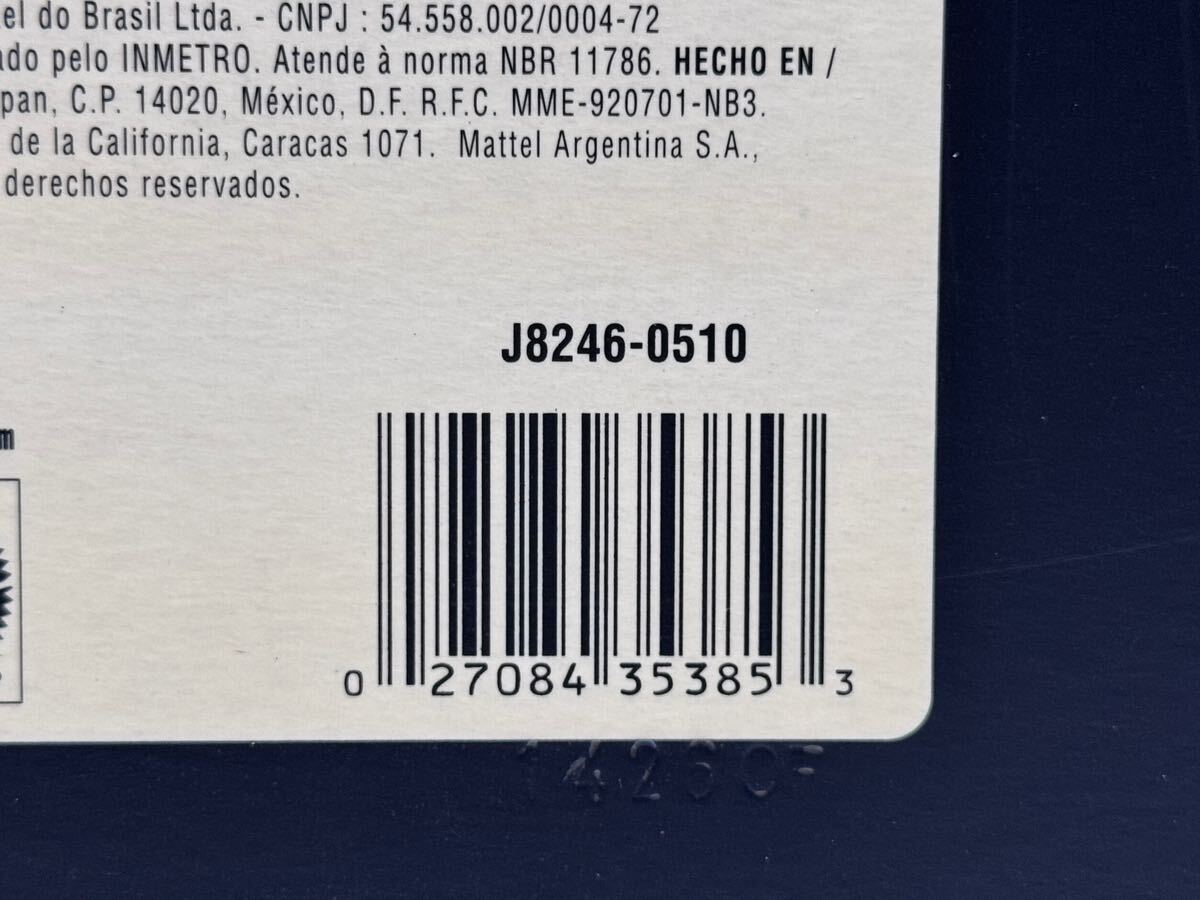 el do Brasil Ltda. - CNPJ : 54.558.002/0004-72
ado pelo INMETRO. Atende à norma NBR 11786. HECHO EN /
pan, C.P. 14020, México, D.F. R.F.C. MME-920701-NB3.
de la California, Caracas 1071. Mattel Argentina S.A.,
derechos reservados.
J8246-0510
m
0 27084 35385 3